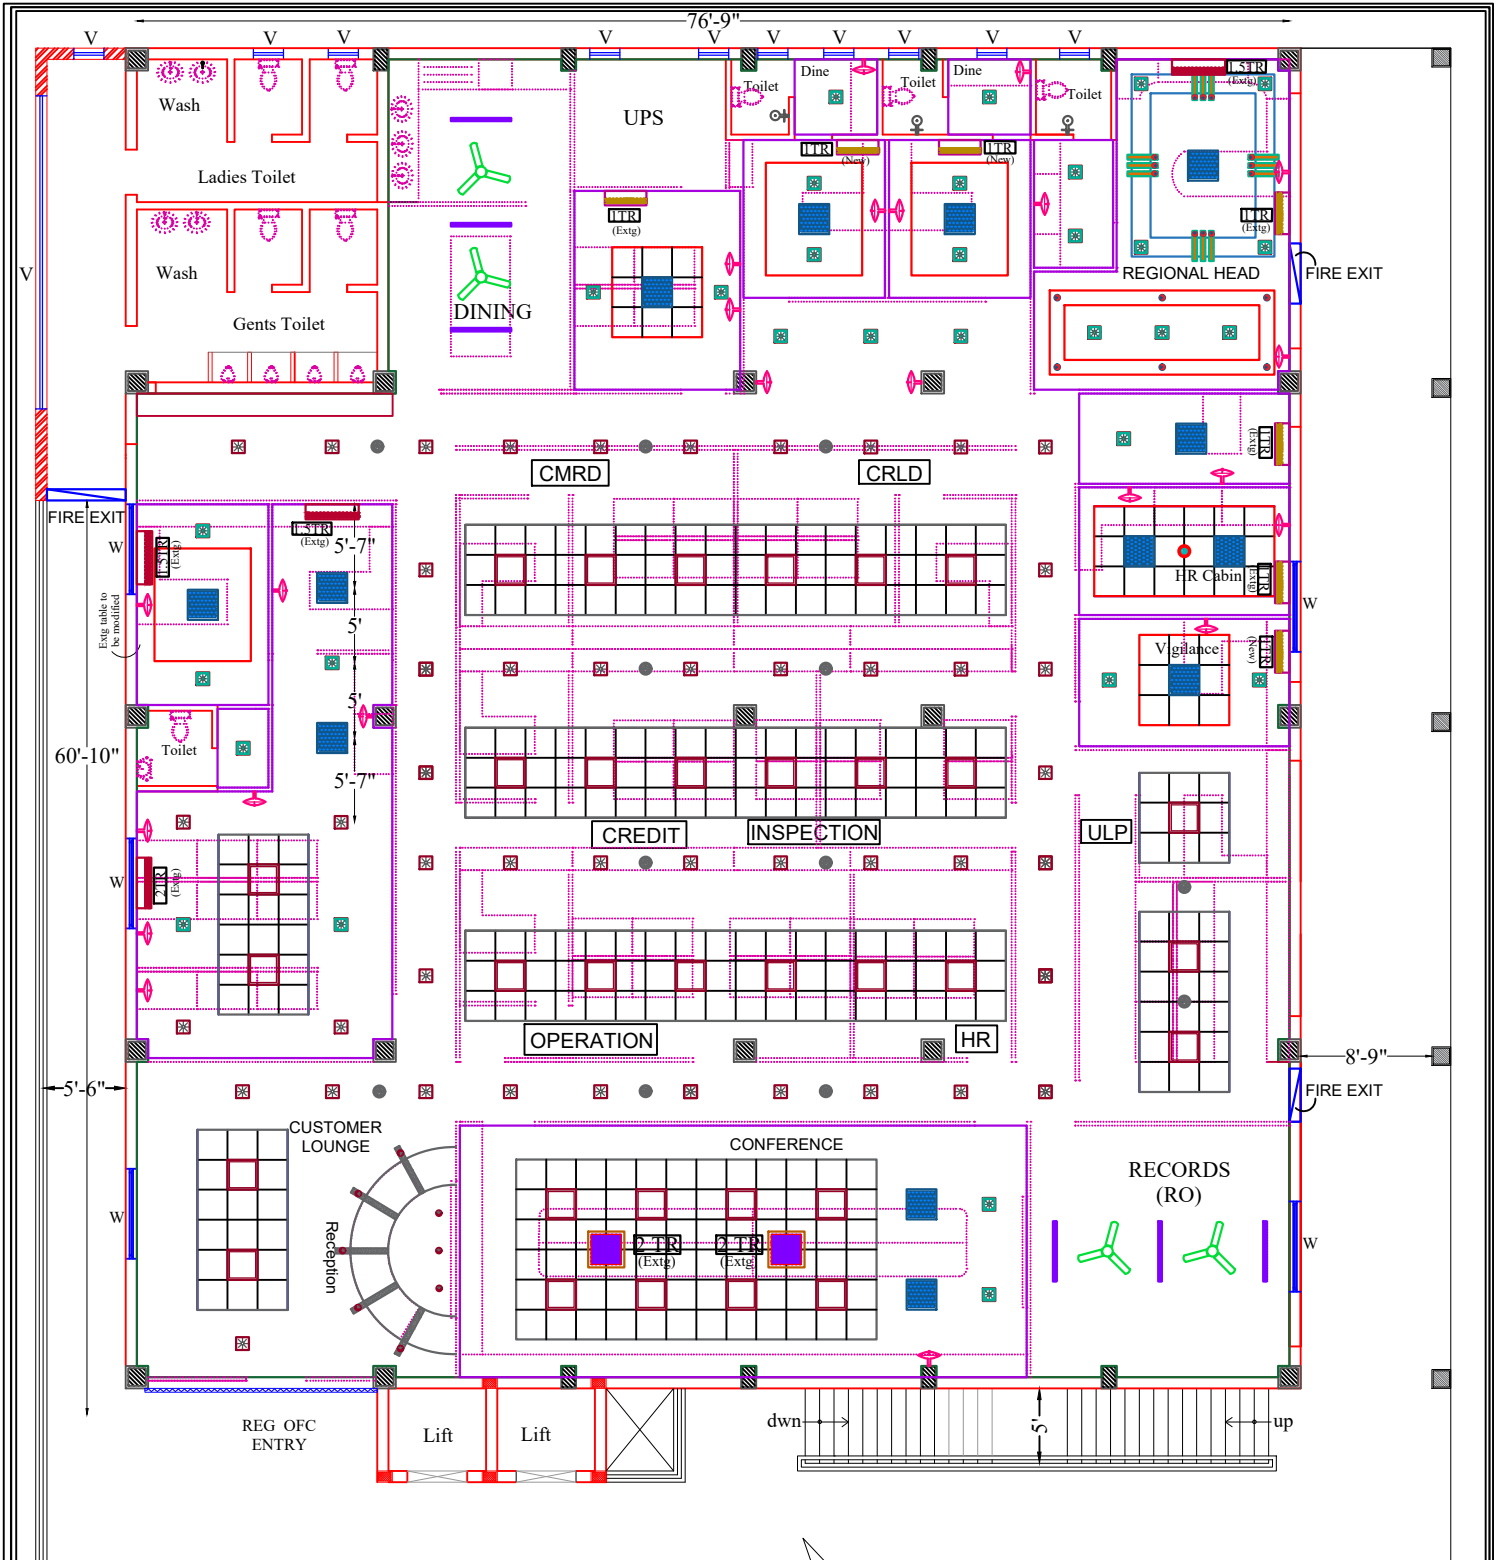 76'-9"
V
V
V
V
V
V
V
V
V
V
Wash
Ladies Toilet
Wash
Gents Toilet
V
UPS
DINING
Toilet
Dine
Toilet
Dine
Toilet
1TR
(New)
1TR
(New)
1TR
(Extg)
1.5TR
(Extg)
1TR
(Extg)
REGIONAL HEAD
FIRE EXIT
CMRD
CRLD
1TR
(Extg)
FIRE EXIT
W
1.5TR
(Extg)
1.5TR
(Extg)
5'-7"
5'
5'
5'-7"
Extg table to
be modified
HR Cabin
1TR
(Extg)
W
Vigilance
1TR
(New)
Toilet
60'-10"
CREDIT
INSPECTION
ULP
W
2TR
(Extg)
OPERATION
HR
8'-9"
5'-6"
FIRE EXIT
CUSTOMER
LOUNGE
Reception
CONFERENCE
2 TR
(Extg)
2 TR
(Extg
RECORDS
(RO)
W
W
REG OFC
ENTRY
Lift
Lift
dwn
5'
up